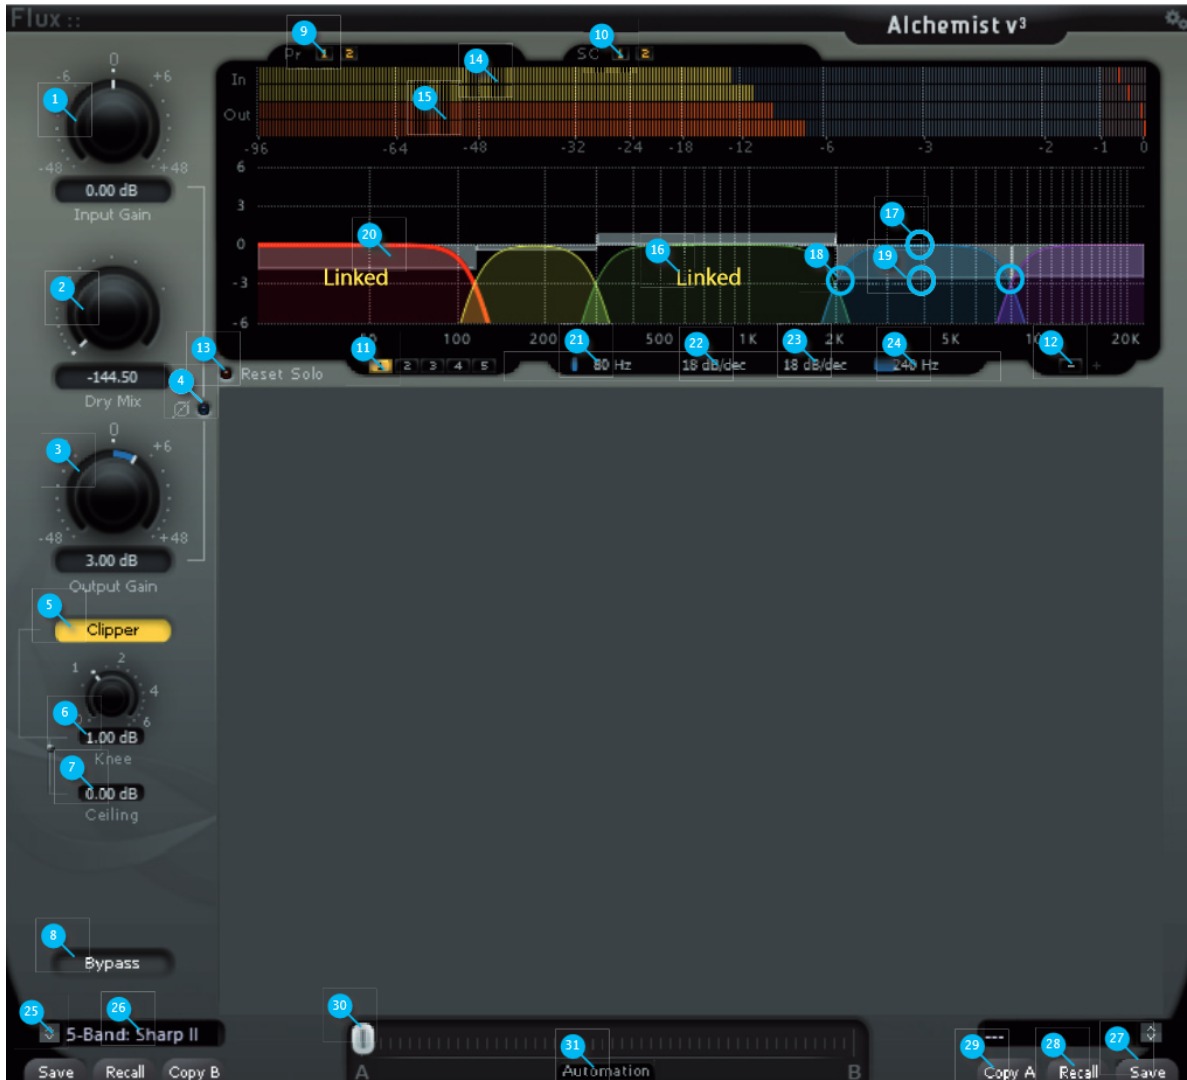 Flux ::
Alchemist v³
9
Pr 1 2
10
SC 1 2
14
15
In
Out
-96 -64 -48 -32 -24 -18 -12 -6 -3 -2 -1 0
1
0
-6 +6
-48 +48
0.00 dB
Input Gain
2
-144.50
Dry Mix
13
Reset Solo
4
3
0
+6
-48 +48
3.00 dB
Output Gain
5
Clipper
1 2 4 6
6
1.00 dB
Knee
7
0.00 dB
Ceiling
8
Bypass
6
3
0
-3
-6
20
Linked
16
Linked
17
18
19
100 200 500 1K 2K 5K 20K
11
1 2 3 4 5
21
80 Hz
22
18 dB/dec
23
18 dB/dec
24
240 Hz
12
- +
25
26
5-Band: Sharp II
Save Recall Copy B
30
A B
31
Automation
---
29
28
27
Copy A Recall Save